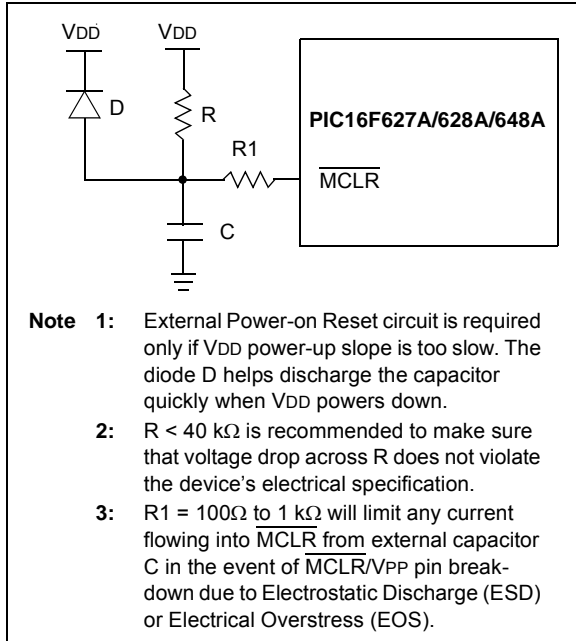 VDD VDD
D
R
PIC16F627A/628A/648A
R1
MCLR
C
Note 1: External Power-on Reset circuit is required
only if VDD power-up slope is too slow. The
diode D helps discharge the capacitor
quickly when VDD powers down.
2: R < 40 kΩ is recommended to make sure
that voltage drop across R does not violate
the device's electrical specification.
3: R1 = 100Ω to 1 kΩ will limit any current
flowing into MCLR from external capacitor
C in the event of MCLR/VPP pin break-
down due to Electrostatic Discharge (ESD)
or Electrical Overstress (EOS).